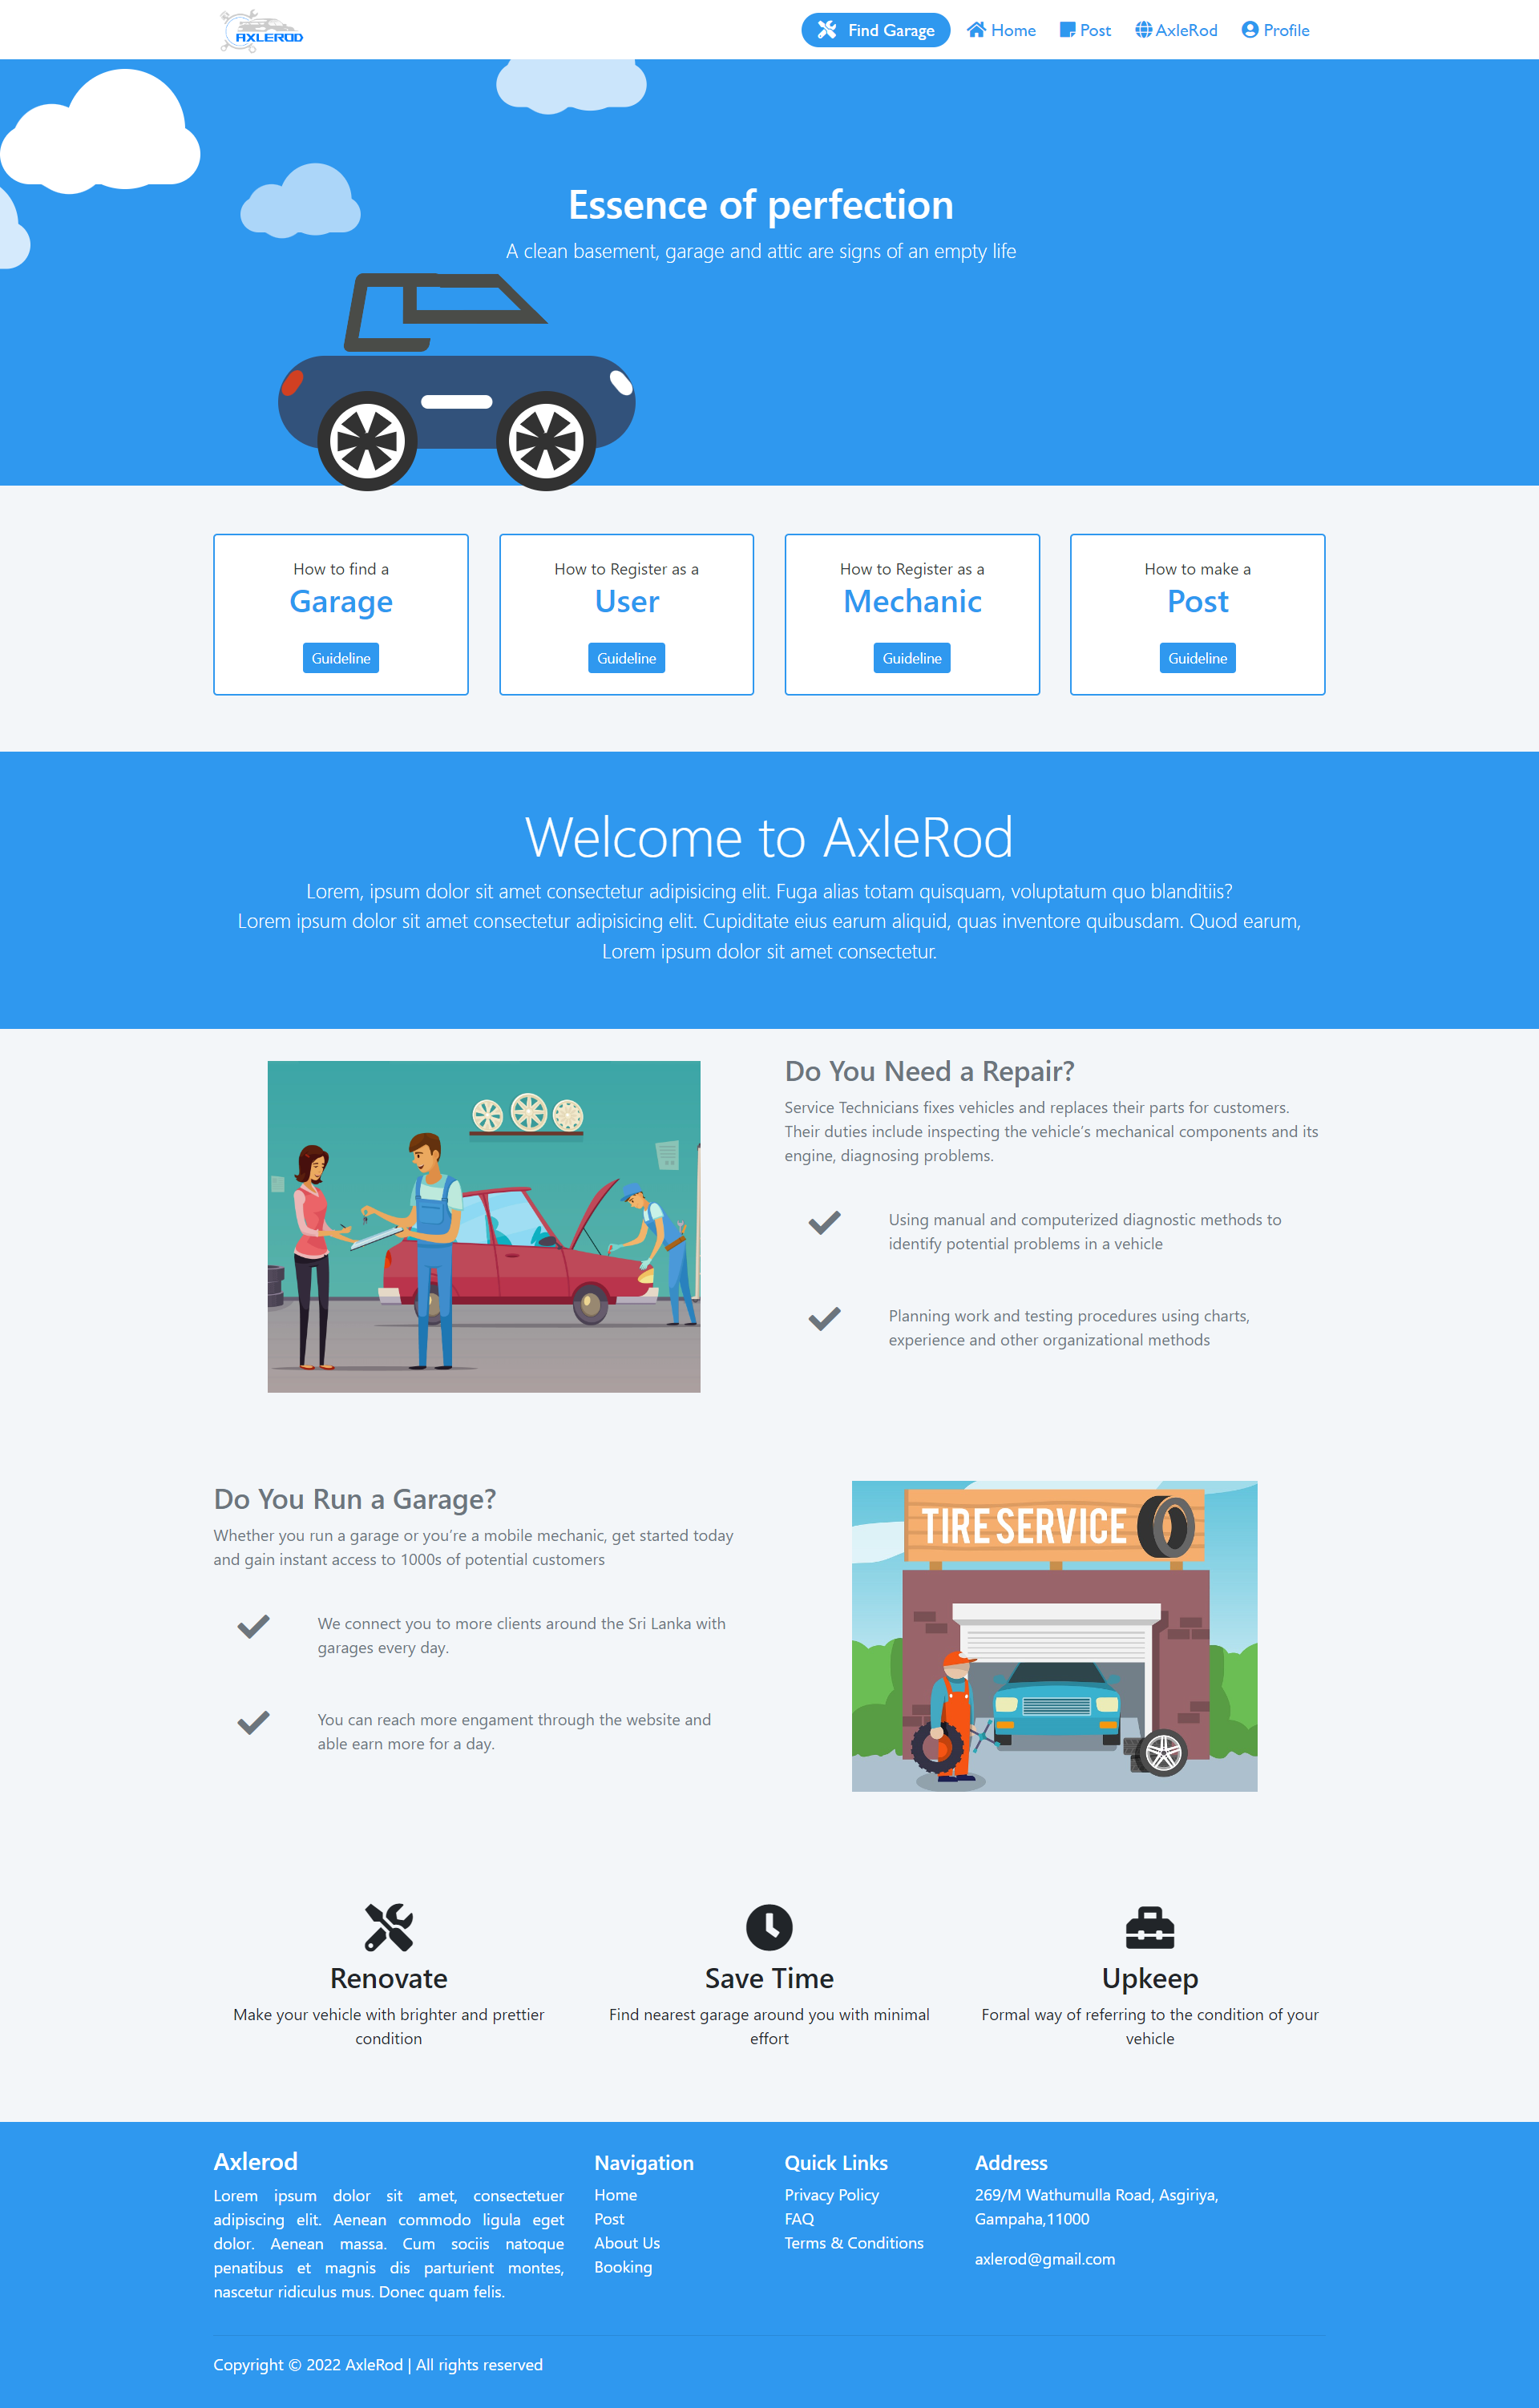 AXLEROD
Find Garage
Home
Post
AxleRod
Profile
Essence of perfection
A clean basement, garage and attic are signs of an empty life
How to find a
Garage
Guideline
How to Register as a
User
Guideline
How to Register as a
Mechanic
Guideline
How to make a
Post
Guideline
Welcome to AxleRod
Lorem, ipsum dolor sit amet consectetur adipisicing elit. Fuga alias totam quisquam, voluptatum quo blanditiis?
Lorem ipsum dolor sit amet consectetur adipisicing elit. Cupiditate eius earum aliquid, quas inventore quibusdam. Quod earum,
Lorem ipsum dolor sit amet consectetur.
Do You Need a Repair?
Service Technicians fixes vehicles and replaces their parts for customers.
Their duties include inspecting the vehicle’s mechanical components and its
engine, diagnosing problems.
Using manual and computerized diagnostic methods to
identify potential problems in a vehicle
Planning work and testing procedures using charts,
experience and other organizational methods
Do You Run a Garage?
Whether you run a garage or you’re a mobile mechanic, get started today
and gain instant access to 1000s of potential customers
We connect you to more clients around the Sri Lanka with
garages every day.
You can reach more engament through the website and
able earn more for a day.
TIRE SERVICE
Renovate
Make your vehicle with brighter and prettier
condition
Save Time
Find nearest garage around you with minimal
effort
Upkeep
Formal way of referring to the condition of your
vehicle
Axlerod
Lorem ipsum dolor sit amet, consectetuer
adipiscing elit. Aenean commodo ligula eget
dolor. Aenean massa. Cum sociis natoque
penatibus et magnis dis parturient montes,
nascetur ridiculus mus. Donec quam felis.
Navigation
Home
Post
About Us
Booking
Quick Links
Privacy Policy
FAQ
Terms & Conditions
Address
269/M Wathumulla Road, Asgiriya,
Gampaha,11000
axlerod@gmail.com
Copyright © 2022 AxleRod | All rights reserved